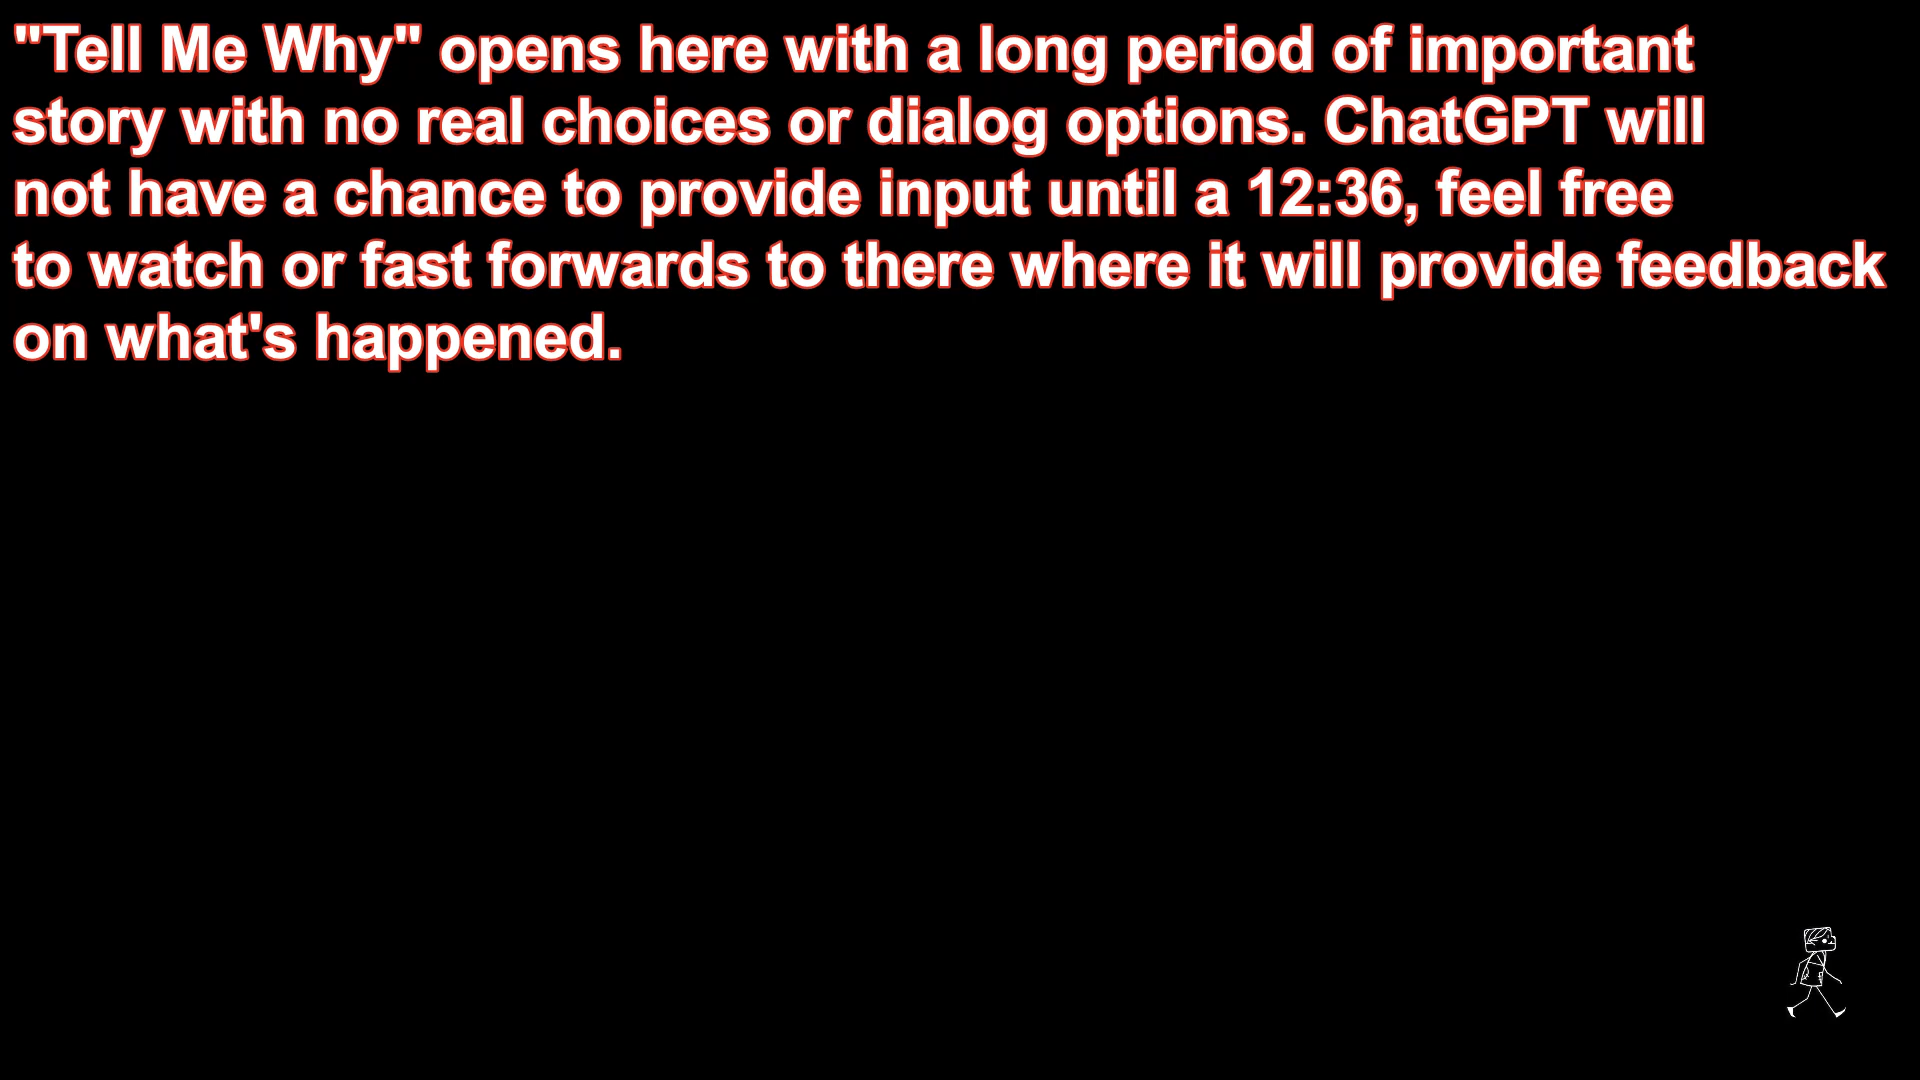 "Tell Me Why" opens here with a long period of important
story with no real choices or dialog options. ChatGPT will
not have a chance to provide input until a 12:36, feel free
to watch or fast forwards to there where it will provide feedback
on what's happened.